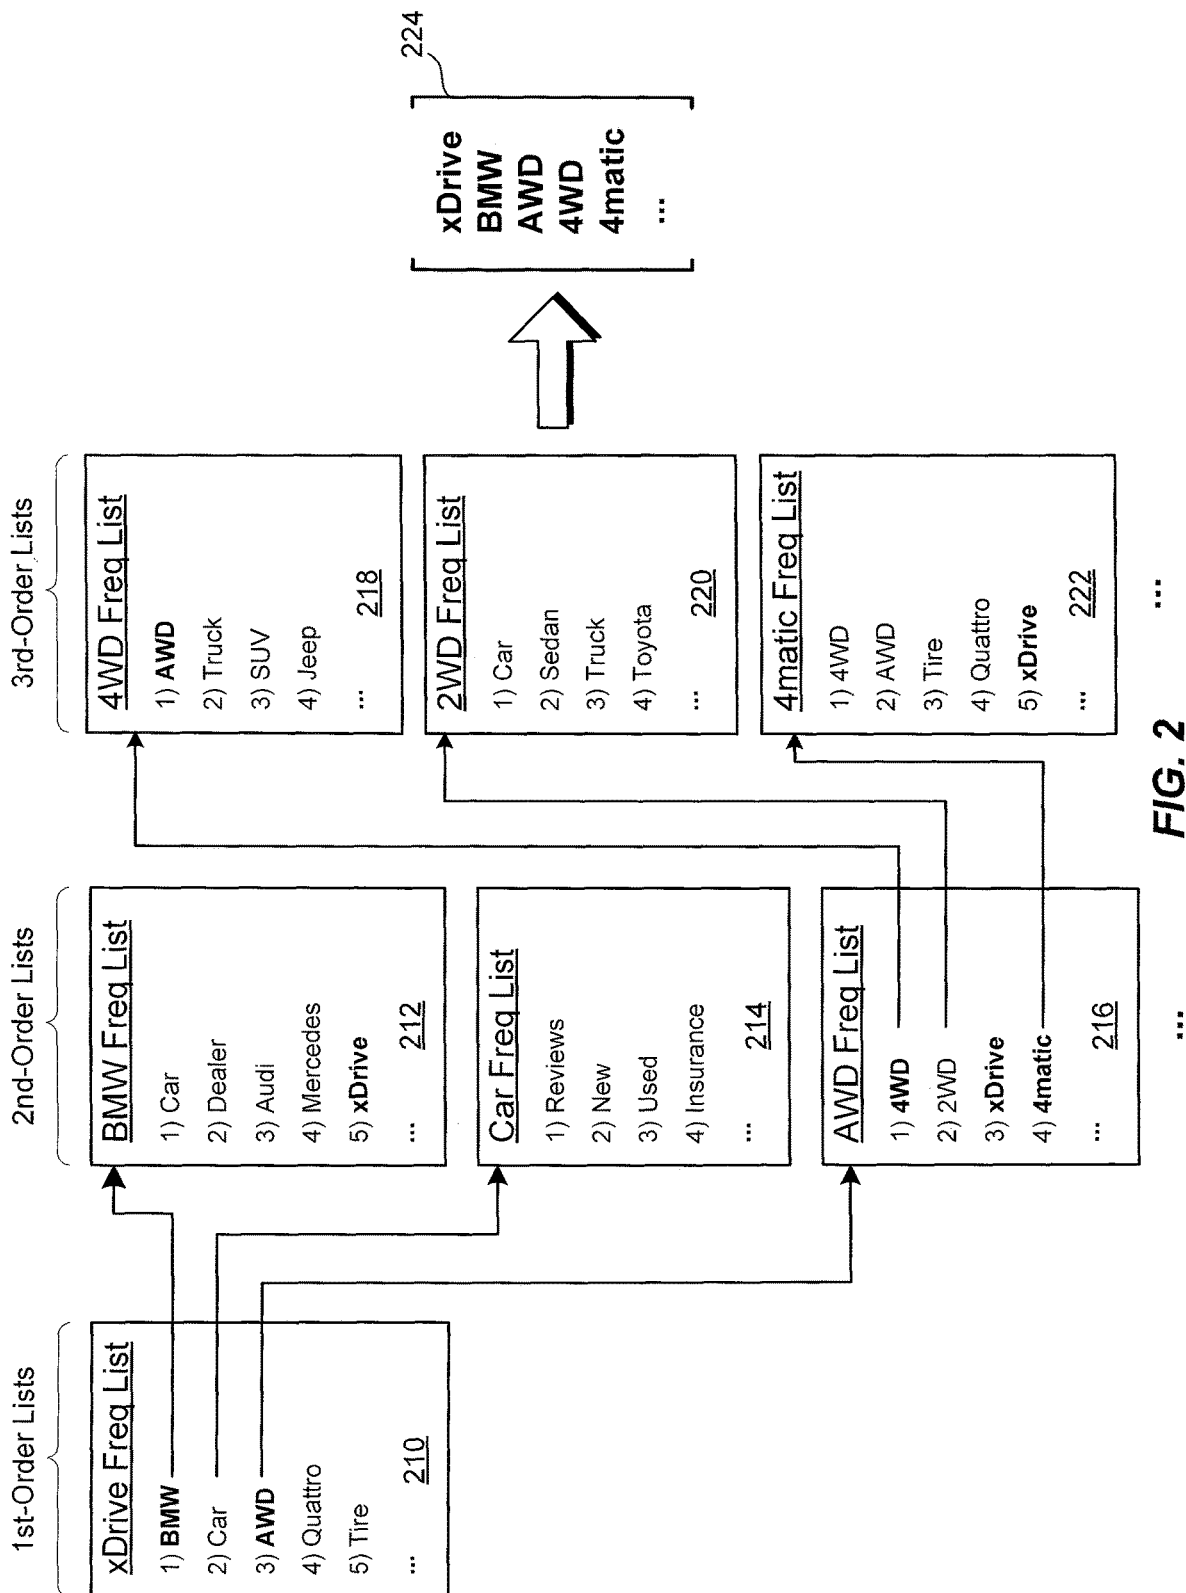 1st-Order Lists
xDrive Freq List
1) BMW
2) Car
3) AWD
4) Quattro
5) Tire
...
210
2nd-Order Lists
BMW Freq List
1) Car
2) Dealer
3) Audi
4) Mercedes
5) xDrive
...
212
Car Freq List
1) Reviews
2) New
3) Used
4) Insurance
...
214
AWD Freq List
1) 4WD
2) 2WD
3) xDrive
4) 4matic
...
216
...
3rd-Order Lists
4WD Freq List
1) AWD
2) Truck
3) SUV
4) Jeep
...
218
2WD Freq List
1) Car
2) Sedan
3) Truck
4) Toyota
...
220
4matic Freq List
1) 4WD
2) AWD
3) Tire
4) Quattro
5) xDrive
...
222
...
224
xDrive
BMW
AWD
4WD
4matic
...
FIG. 2